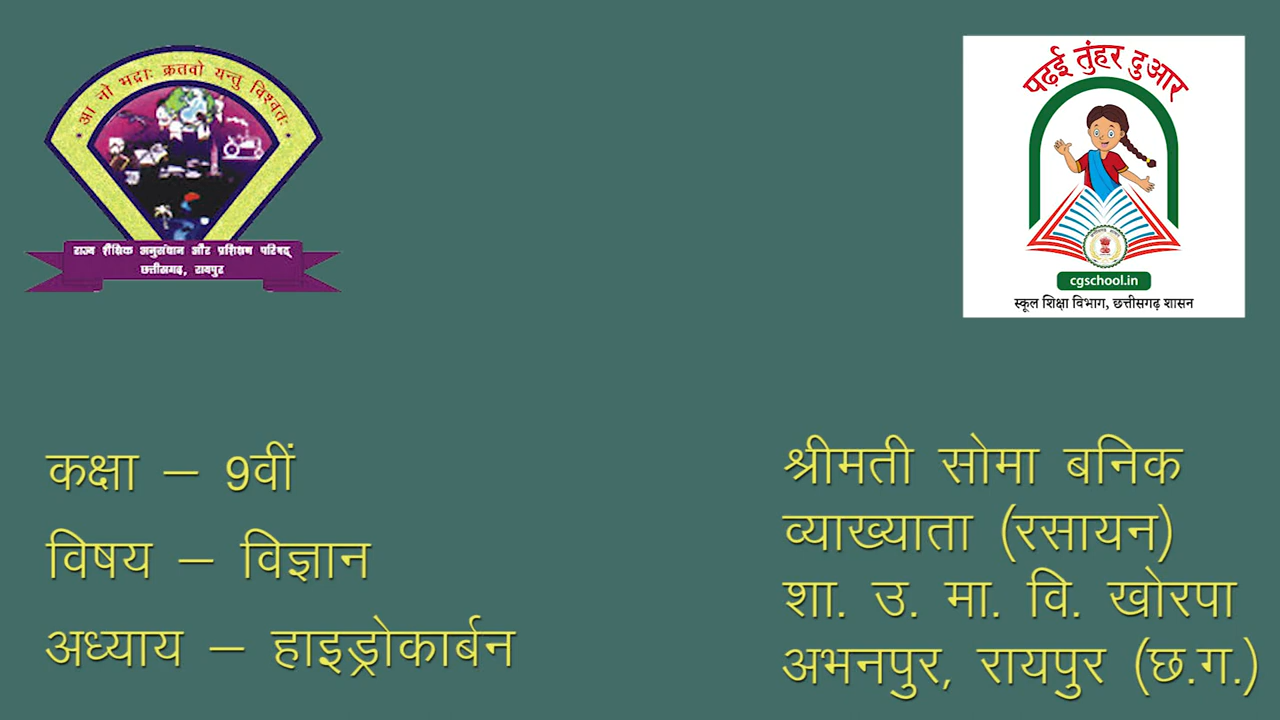 आ नो भद्राः क्रतवो यन्तु विश्वतः
राज्य शैक्षिक अनुसंधान और प्रशिक्षण परिषद्
छत्तीसगढ़, रायपुर
पढ़ई तुंहर दुआर
cgschool.in
स्कूल शिक्षा विभाग, छत्तीसगढ़ शासन
कक्षा – 9वीं
विषय – विज्ञान
अध्याय – हाइड्रोकार्बन
श्रीमती सोमा बनिक
व्याख्याता (रसायन)
शा. उ. मा. वि. खोरपा
अभनपुर, रायपुर (छ.ग.)